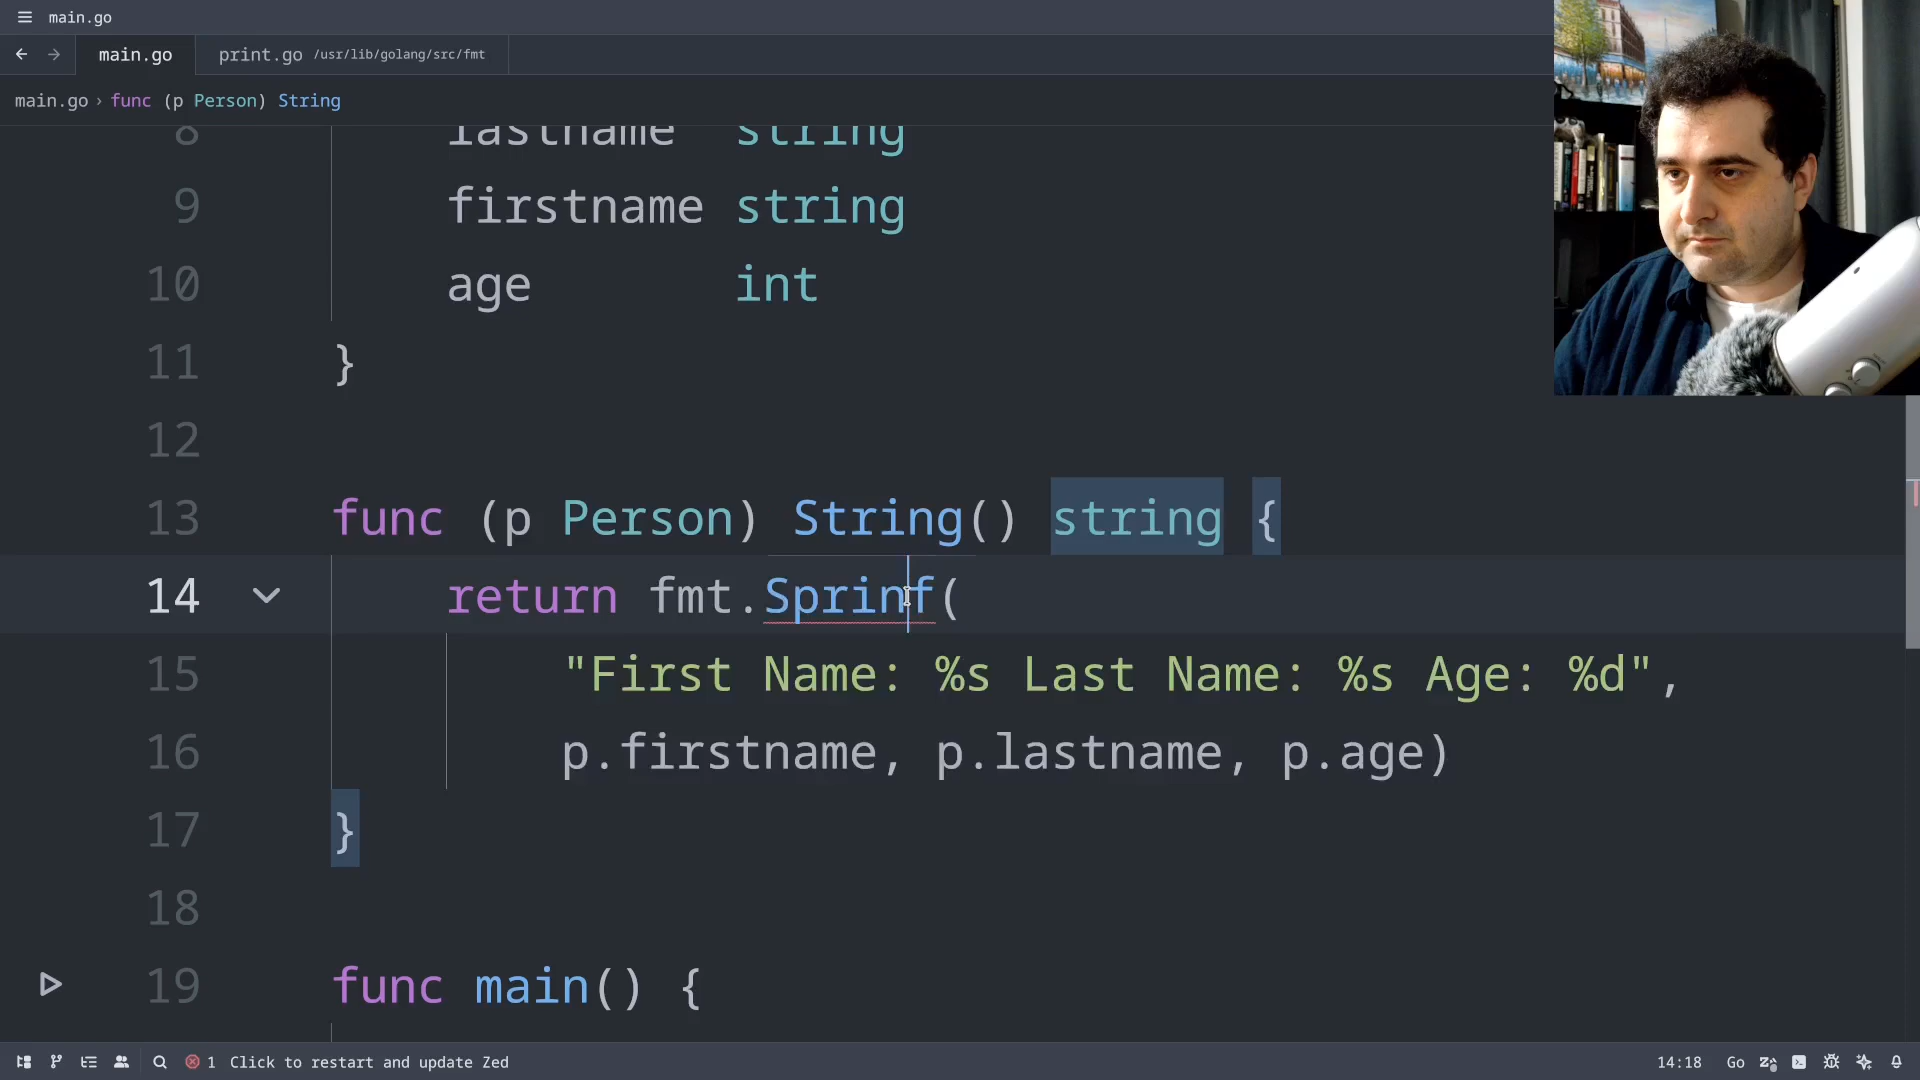 main.go
main.go print.go /usr/lib/golang/src/fmt
main.go › func (p Person) String
8 lastname string
9 firstname string
10 age int
11 }
12
13 func (p Person) String() string {
14 return fmt.Sprinf(
15 "First Name: %s Last Name: %s Age: %d",
16 p.firstname, p.lastname, p.age)
17 }
18
19 func main() {
1 Click to restart and update Zed 14:18 Go